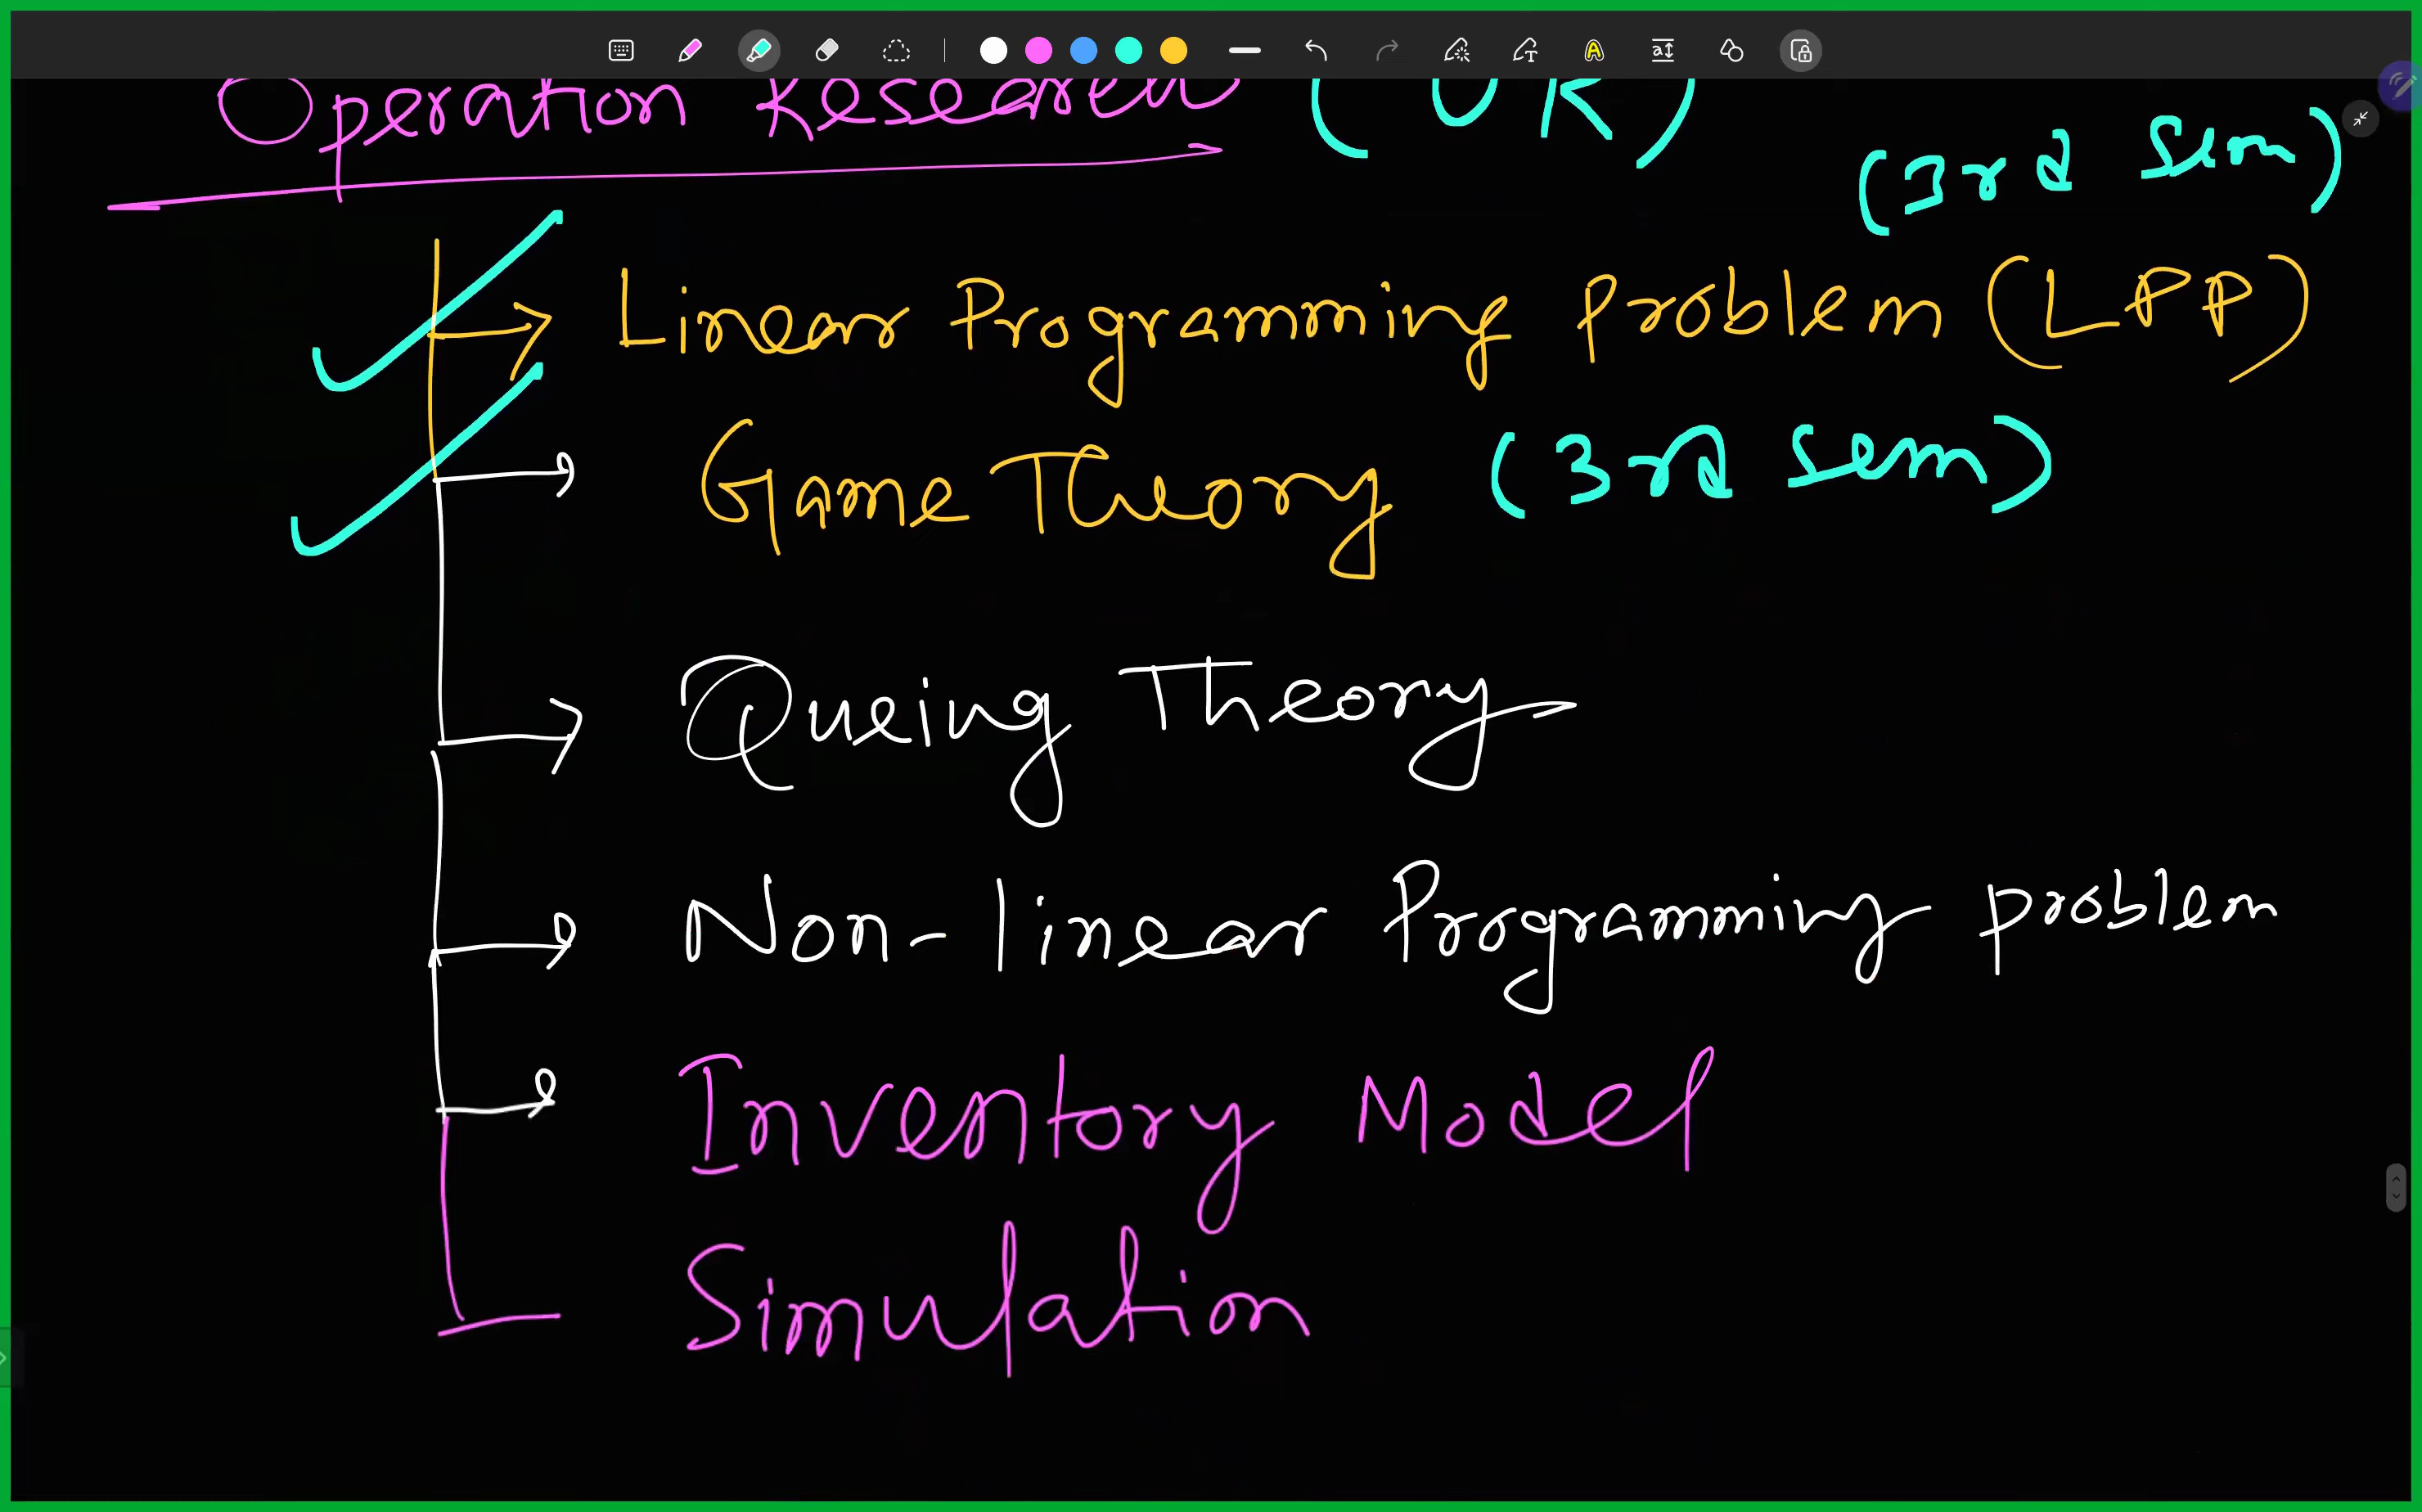 Operation Research (OR)
(3rd sem)
Linear Programming Problem (LPP)
Game Theory (3rd sem)
Queing Theory
Non-linear Programming problem
Inventory Model
Simulation